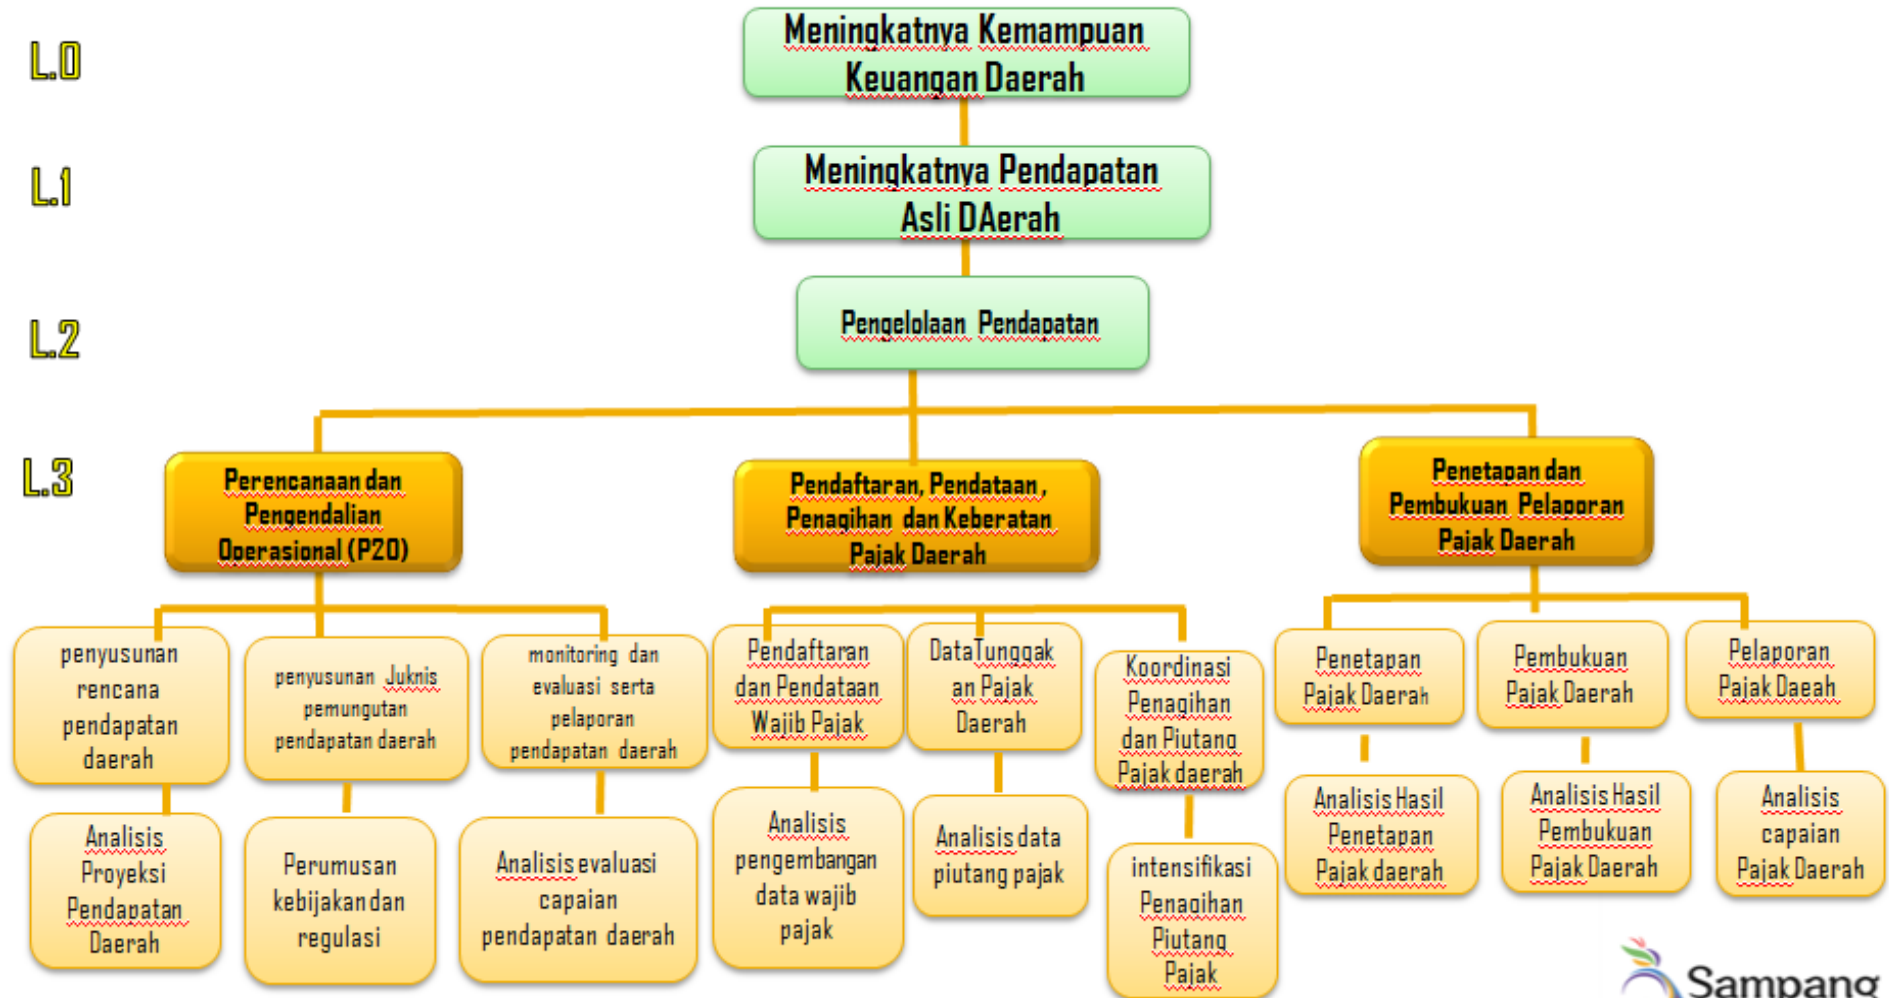 L.0
Meningkatnya Kemampuan
Keuangan Daerah
L.1
Meningkatnya Pendapatan
Asli DAerah
L.2
Pengelolaan Pendapatan
L.3
Perencanaan dan
Pengendalian
Operasional (P2O)
Pendaftaran, Pendataan,
Penagihan dan Keberatan
Pajak Daerah
Penetapan dan
Pembukuan Pelaporan
Pajak Daerah
penyusunan
rencana
pendapatan
daerah
penyusunan Juknis
pemungutan
pendapatan daerah
monitoring dan
evaluasi serta
pelaporan
pendapatan daerah
Pendaftaran
dan Pendataan
Wajib Pajak
DataTunggak
an Pajak
Daerah
Koordinasi
Penagihan
dan Piutang
Pajak daerah
Penetapan
Pajak Daerah
Pembukuan
Pajak Daerah
Pelaporan
Pajak Daeah
Analisis
Proyeksi
Pendapatan
Daerah
Perumusan
kebijakan dan
regulasi
Analisis evaluasi
capaian
pendapatan daerah
Analisis
pengembangan
data wajib
pajak
Analisis data
piutang pajak
intensifikasi
Penagihan
Piutang
Pajak
Analisis Hasil
Penetapan
Pajak daerah
Analisis Hasil
Pembukuan
Pajak Daerah
Analisis
capaian
Pajak Daerah
Sampang